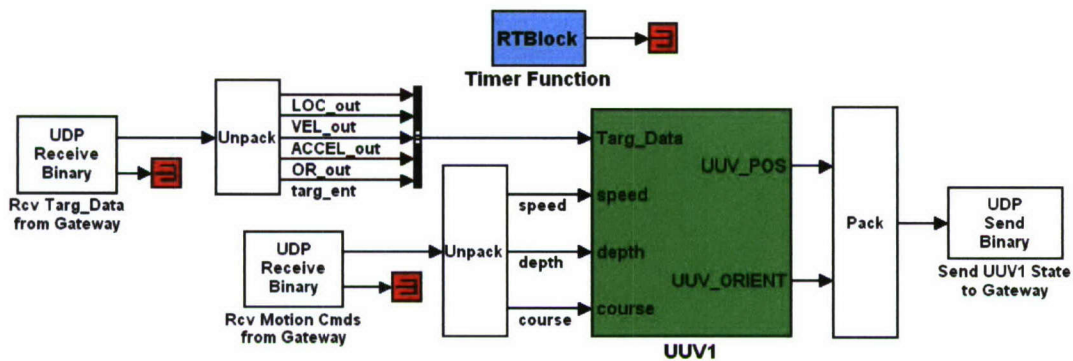 RTBlock
Timer Function
UDP
Receive
Binary
Rcv Targ_Data
from Gateway
Unpack
LOC_out
VEL_out
ACCEL_out
OR_out
targ_ent
UDP
Receive
Binary
Rcv Motion Cmds
from Gateway
Unpack
speed
depth
course
Targ_Data
speed
depth
course
UUV_POS
UUV_ORIENT
UUV1
Pack
UDP
Send
Binary
Send UUV1 State
to Gateway